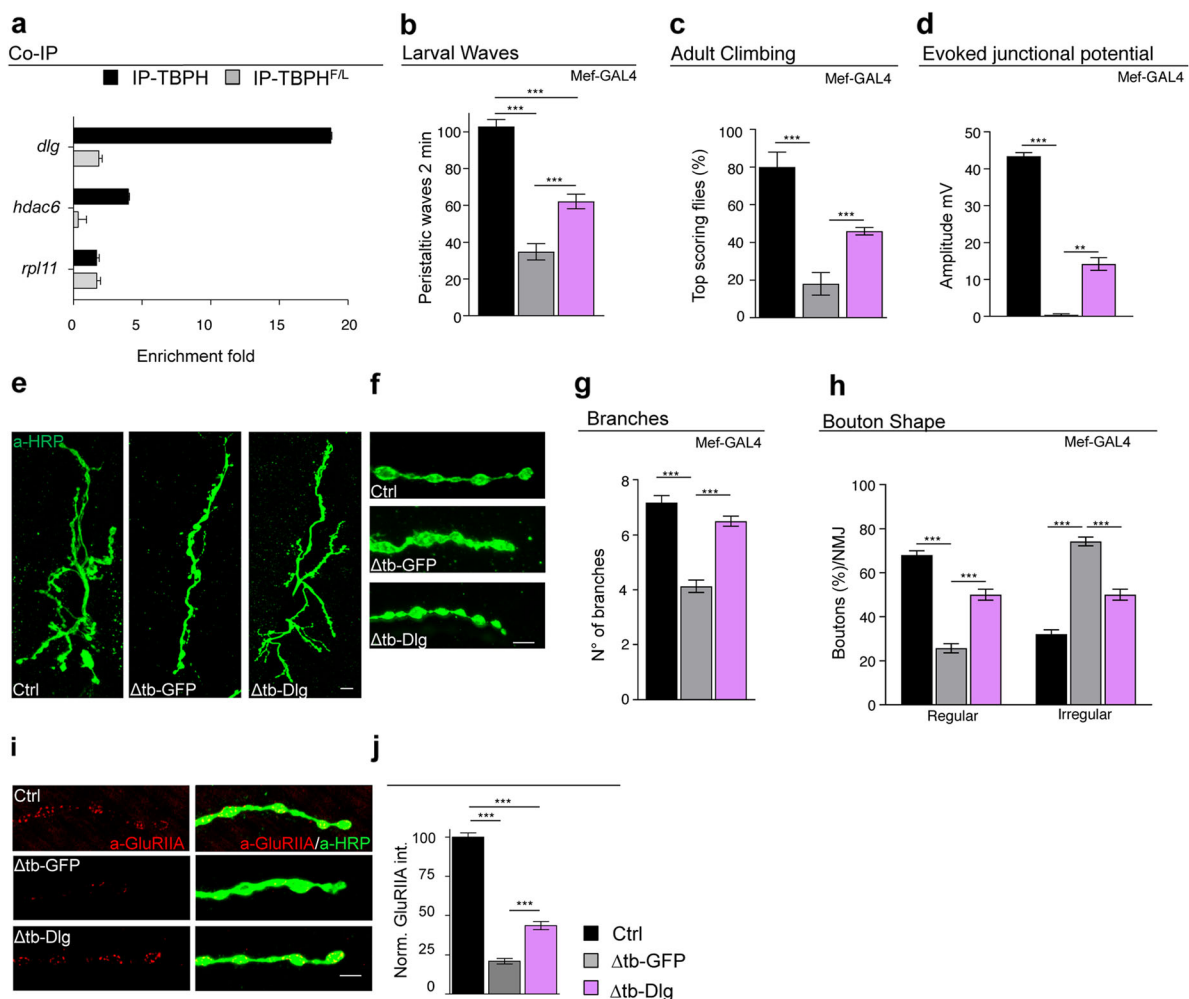 a
Co-IP
IP-TBPH IP-TBPHF/L
dlg
hdac6
rpl11
0 5 10 15 20
Enrichment fold
b
Larval Waves
Mef-GAL4
***
***
***
Peristaltic waves 2 min
100
80
60
40
20
c
Adult Climbing
Mef-GAL4
***
***
Top scoring flies (%)
80
60
40
20
0
d
Evoked junctional potential
Mef-GAL4
***
**
Amplitude mV
50
40
30
20
10
0
e
a-HRP
Ctrl Δtb-GFP Δtb-Dlg
f
Ctrl
Δtb-GFP
Δtb-Dlg
g
Branches
Mef-GAL4
***
***
N° of branches
8
6
4
2
0
h
Bouton Shape
Mef-GAL4
*** ***
***
***
Boutons (%)/NMJ
100
80
60
40
20
0
Regular Irregular
i
Ctrl
a-GluRIIA a-GluRIIA/a-HRP
Δtb-GFP
Δtb-Dlg
j
***
***
***
Norm. GluRIIA int.
100
75
50
25
0
Ctrl
Δtb-GFP
Δtb-Dlg